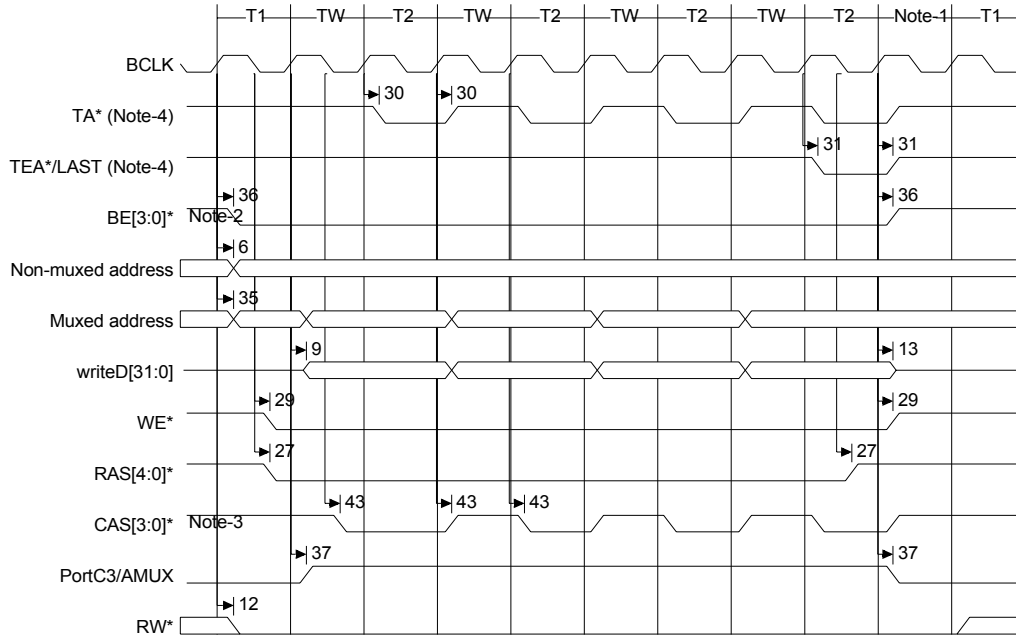 T1 TW T2 TW T2 TW T2 TW T2 Note-1 T1
BCLK
30 30
TA* (Note-4)
31 31
TEA*/LAST (Note-4)
36 36
BE[3:0]* Note-2
6
Non-muxed address
35
Muxed address
9 13
writeD[31:0]
29 29
WE*
27 27
RAS[4:0]*
43 43 43
CAS[3:0]* Note-3
37 37
PortC3/AMUX
12
RW*